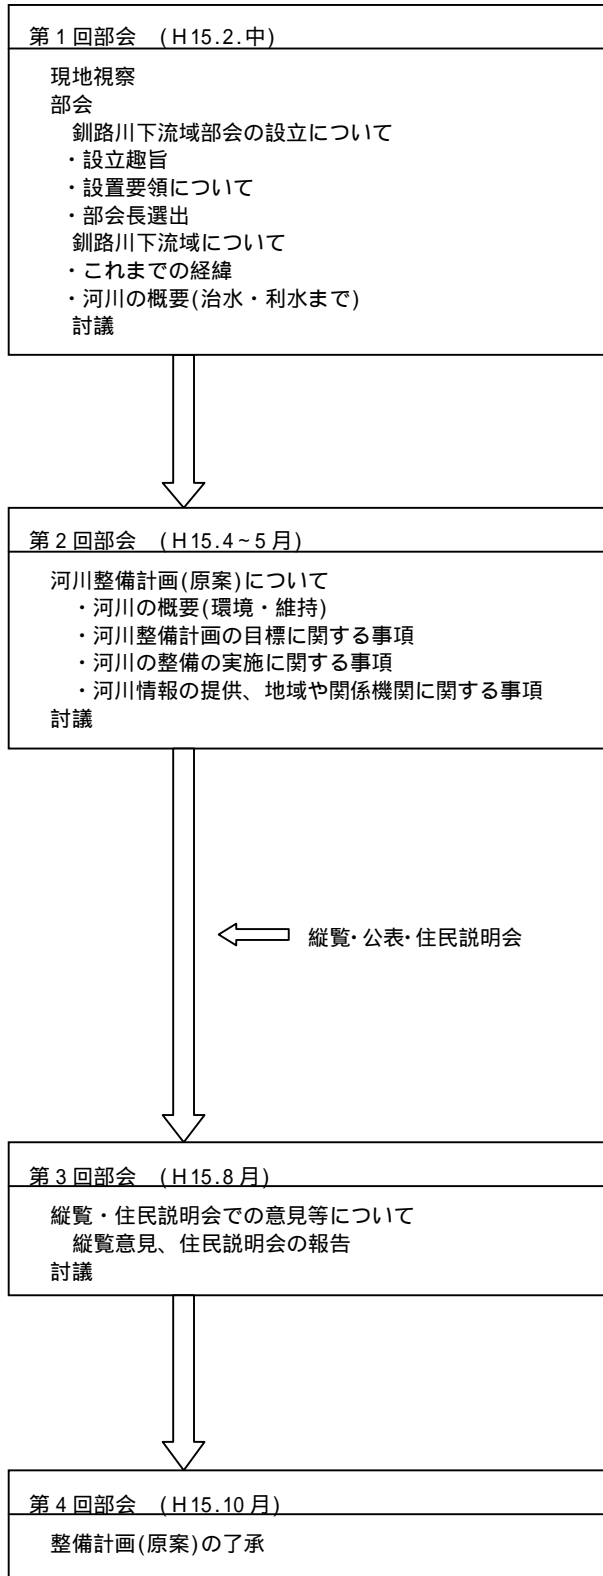 第1回部会　(H15.2.中)
現地視察
部会
釧路川下流域部会の設立について
・設立趣旨
・設置要領について
・部会長選出
釧路川下流域について
・これまでの経緯
・河川の概要(治水・利水まで)
討議
第2回部会　(H15.4~5月)
河川整備計画(原案)について
・河川の概要(環境・維持)
・河川整備計画の目標に関する事項
・河川の整備の実施に関する事項
・河川情報の提供、地域や関係機関に関する事項
討議
縦覧・公表・住民説明会
第3回部会　(H15.8月)
縦覧・住民説明会での意見等について
縦覧意見、住民説明会の報告
討議
第4回部会　(H15.10月)
整備計画(原案)の了承